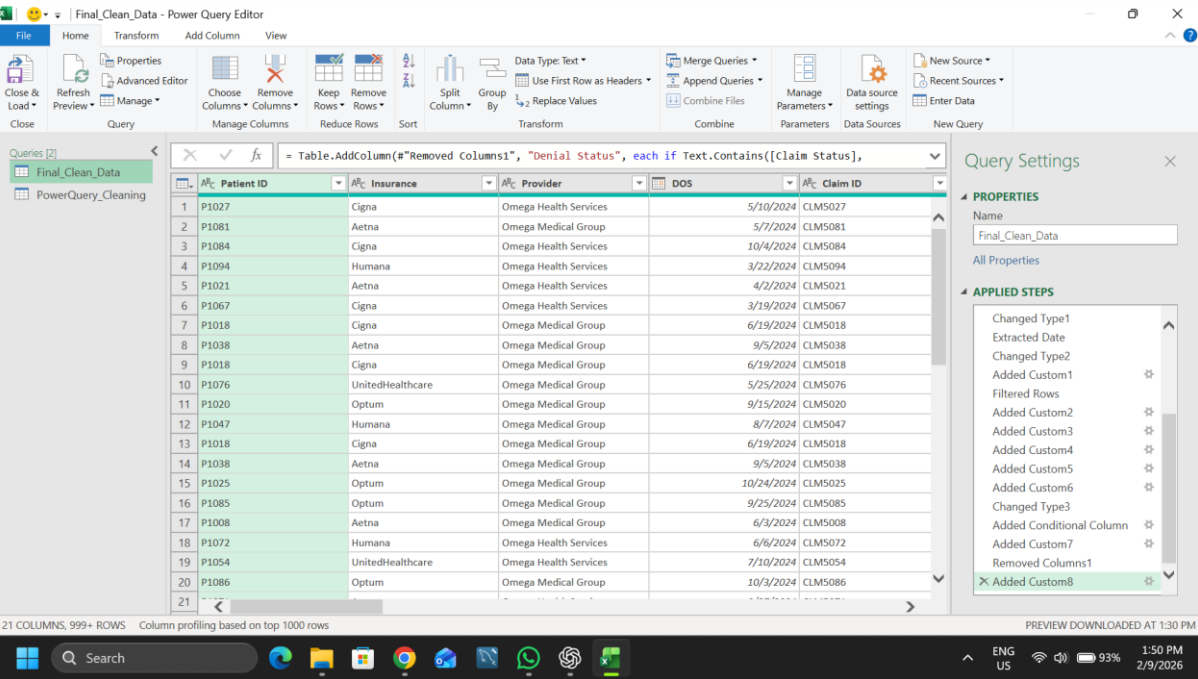 Final_Clean_Data - Power Query Editor
File Home Transform Add Column View
Close & Load
Close
Refresh Preview
Properties
Advanced Editor
Manage
Query
Choose Columns
Remove Columns
Manage Columns
Keep Rows
Remove Rows
Reduce Rows
Sort
Split Column
Group By
Data Type: Text
Use First Row as Headers
Replace Values
Transform
Merge Queries
Append Queries
Combine Files
Combine
Manage Parameters
Parameters
Data source settings
Data Sources
New Source
Recent Sources
Enter Data
New Query
Queries [2]
Final_Clean_Data
PowerQuery_Cleaning
fx = Table.AddColumn(#"Removed Columns1", "Denial Status", each if Text.Contains([Claim Status],
Patient ID Insurance Provider DOS Claim ID
1 P1027 Cigna Omega Health Services 5/10/2024 CLM5027
2 P1081 Aetna Omega Medical Group 5/7/2024 CLM5081
3 P1084 Cigna Omega Health Services 10/4/2024 CLM5084
4 P1094 Humana Omega Health Services 3/22/2024 CLM5094
5 P1021 Aetna Omega Health Services 4/2/2024 CLM5021
6 P1067 Cigna Omega Health Services 3/19/2024 CLM5067
7 P1018 Cigna Omega Medical Group 6/19/2024 CLM5018
8 P1038 Aetna Omega Medical Group 9/5/2024 CLM5038
9 P1018 Cigna Omega Medical Group 6/19/2024 CLM5018
10 P1076 UnitedHealthcare Omega Medical Group 5/25/2024 CLM5076
11 P1020 Optum Omega Medical Group 9/15/2024 CLM5020
12 P1047 Humana Omega Medical Group 8/7/2024 CLM5047
13 P1018 Cigna Omega Medical Group 6/19/2024 CLM5018
14 P1038 Aetna Omega Medical Group 9/5/2024 CLM5038
15 P1025 Optum Omega Medical Group 10/24/2024 CLM5025
16 P1085 Optum Omega Medical Group 9/25/2024 CLM5085
17 P1008 Aetna Omega Medical Group 6/3/2024 CLM5008
18 P1072 Humana Omega Health Services 6/6/2024 CLM5072
19 P1054 UnitedHealthcare Omega Health Services 7/10/2024 CLM5054
20 P1086 Optum Omega Medical Group 10/3/2024 CLM5086
21
Query Settings
PROPERTIES
Name
Final_Clean_Data
All Properties
APPLIED STEPS
Changed Type1
Extracted Date
Changed Type2
Added Custom1
Filtered Rows
Added Custom2
Added Custom3
Added Custom4
Added Custom5
Added Custom6
Changed Type3
Added Conditional Column
Added Custom7
Removed Columns1
Added Custom8
21 COLUMNS, 999+ ROWS Column profiling based on top 1000 rows PREVIEW DOWNLOADED AT 1:30 PM
Search
ENG
US
93%
1:50 PM
2/9/2026